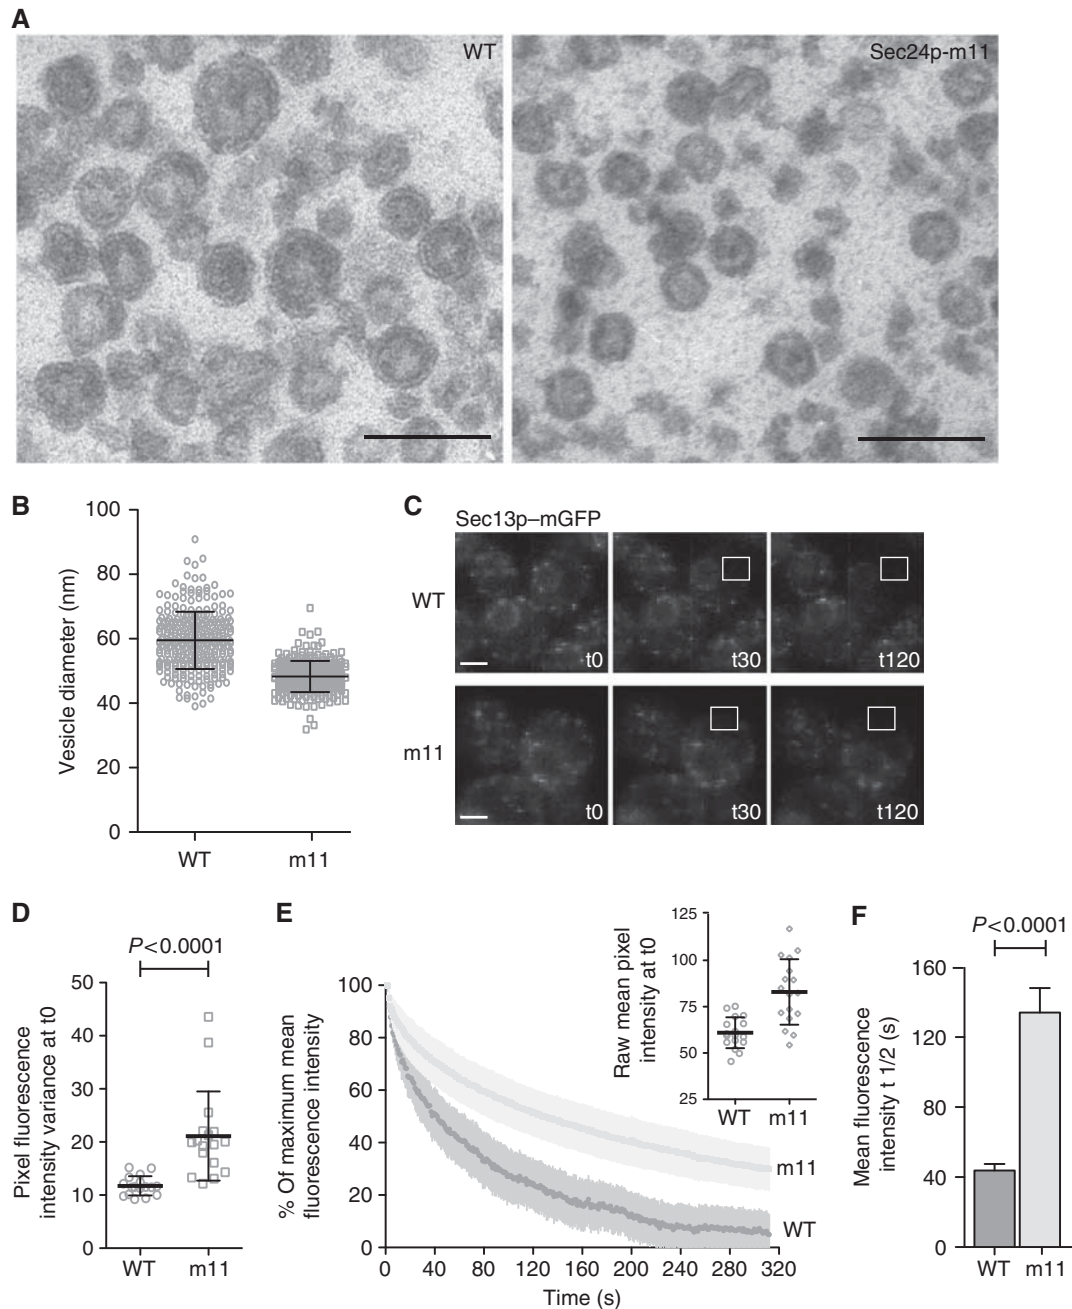 A
WT
Sec24p-m11
B
Vesicle diameter (nm)
100
80
60
40
20
0
WT
m11
C
Sec13p–mGFP
WT
t0
t30
t120
m11
t0
t30
t120
D
P<0.0001
Pixel fluorescence
intensity variance at t0
50
40
30
20
10
0
WT
m11
E
% Of maximum mean
fluorescence intensity
100
80
60
40
20
0
0
40
80
120
160
200
240
280
320
Time (s)
m11
WT
Raw mean pixel
intensity at t0
125
100
75
50
25
WT
m11
F
P<0.0001
Mean fluorescence
intensity t 1/2 (s)
160
120
80
40
0
WT
m11